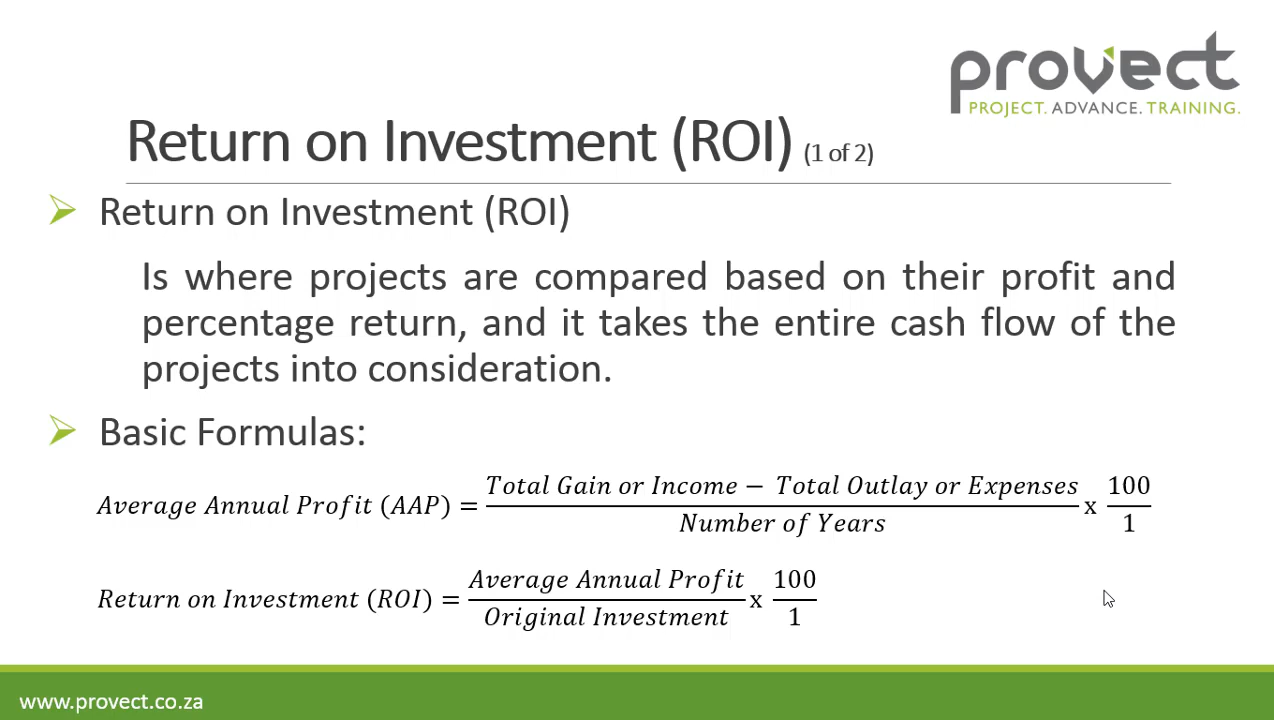 provect
PROJECT. ADVANCE. TRAINING.
Return on Investment (ROI) (1 of 2)
Return on Investment (ROI)
Is where projects are compared based on their profit and
percentage return, and it takes the entire cash flow of the
projects into consideration.
Basic Formulas:
Average Annual Profit (AAP) = Total Gain or Income − Total Outlay or Expenses / Number of Years x 100 / 1
Return on Investment (ROI) = Average Annual Profit / Original Investment x 100 / 1
www.provect.co.za